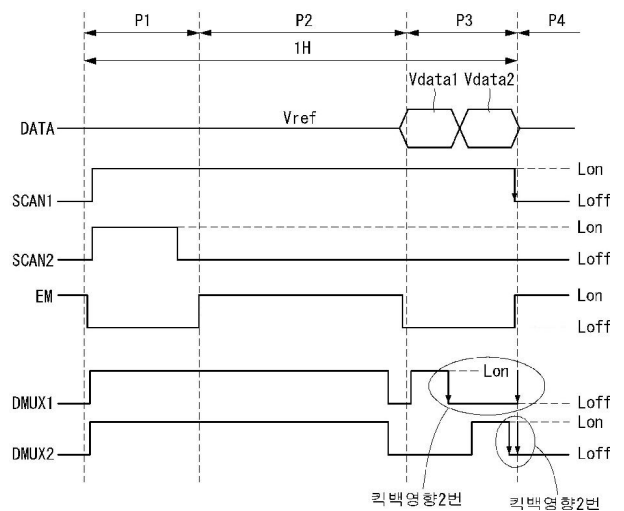 P1 P2 P3 P4
1H
Vdata1 Vdata2
DATA Vref
SCAN1 Lon
Loff
SCAN2 Lon
Loff
EM Lon
Loff
DMUX1 Lon
Loff
DMUX2 Lon
Loff
킥백영향2번 킥백영향2번